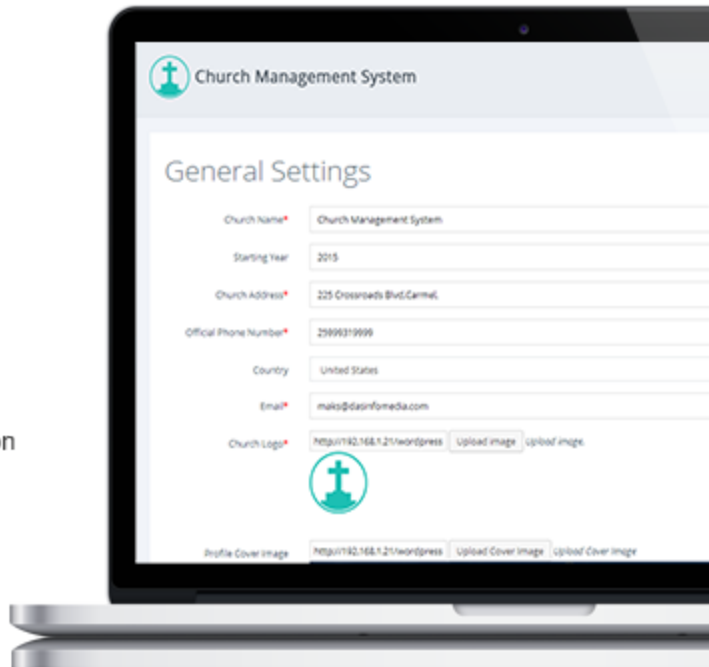 Church Management System
General Settings
Church Name* Church Management System
Starting Year 2015
Church Address* 225 Crossroads Blvd,Carmel,
Official Phone Number* 25899319999
Country United States
Email* maks@dasinfomedia.com
on
Church Logo* http://192.168.1.21/wordpress Upload image Upload image.
Profile Cover Image http://192.168.1.21/wordpress Upload Cover Image Upload Cover Image